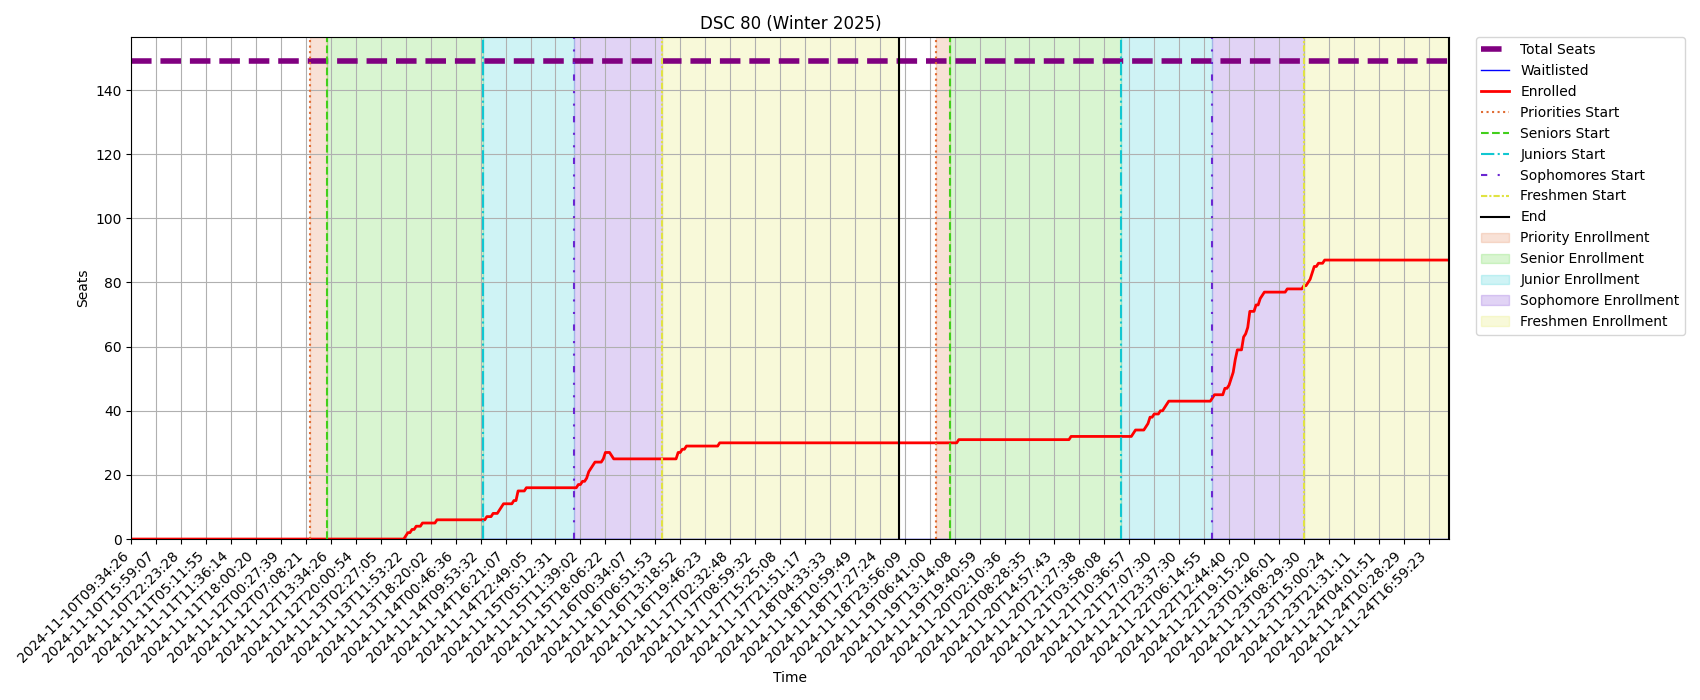 DSC 80 (Winter 2025)
Seats
140
120
100
80
60
40
20
0
2024-11-10T09:34:26
2024-11-10T15:59:07
2024-11-10T22:23:28
2024-11-11T05:11:55
2024-11-11T11:36:14
2024-11-11T18:00:20
2024-11-12T00:27:39
2024-11-12T07:08:21
2024-11-12T13:34:26
2024-11-12T20:00:54
2024-11-13T02:27:05
2024-11-13T11:53:22
2024-11-13T18:20:02
2024-11-14T00:46:36
2024-11-14T09:53:32
2024-11-14T16:21:07
2024-11-14T22:49:05
2024-11-15T05:12:31
2024-11-15T11:39:02
2024-11-15T18:06:22
2024-11-16T00:34:07
2024-11-16T06:51:53
2024-11-16T13:18:52
2024-11-16T19:46:23
2024-11-17T02:32:48
2024-11-17T08:59:32
2024-11-17T15:25:08
2024-11-17T21:51:17
2024-11-18T04:33:33
2024-11-18T10:59:49
2024-11-18T17:27:24
2024-11-18T23:56:09
2024-11-19T06:41:00
2024-11-19T13:14:08
2024-11-19T19:40:59
2024-11-20T02:10:36
2024-11-20T08:28:35
2024-11-20T14:57:43
2024-11-20T21:27:38
2024-11-21T03:58:08
2024-11-21T10:36:57
2024-11-21T17:07:30
2024-11-21T23:37:30
2024-11-22T06:14:55
2024-11-22T12:44:40
2024-11-22T19:15:20
2024-11-23T01:46:01
2024-11-23T08:29:30
2024-11-23T15:00:24
2024-11-23T21:31:11
2024-11-24T04:01:51
2024-11-24T10:28:29
2024-11-24T16:59:23
Time
Total Seats
Waitlisted
Enrolled
Priorities Start
Seniors Start
Juniors Start
Sophomores Start
Freshmen Start
End
Priority Enrollment
Senior Enrollment
Junior Enrollment
Sophomore Enrollment
Freshmen Enrollment